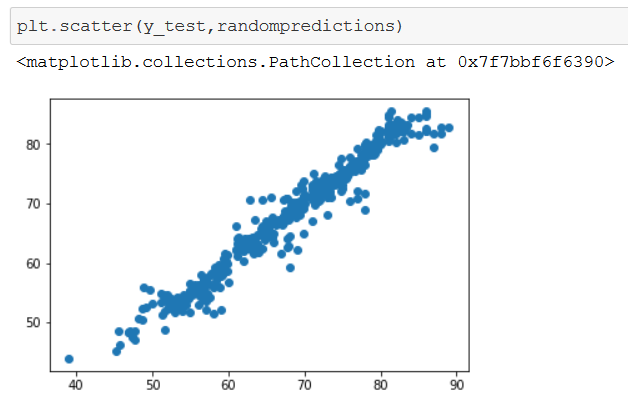 plt.scatter(y_test,randompredictions)
<matplotlib.collections.PathCollection at 0x7f7bbf6f6390>
80
70
60
50
40 50 60 70 80 90